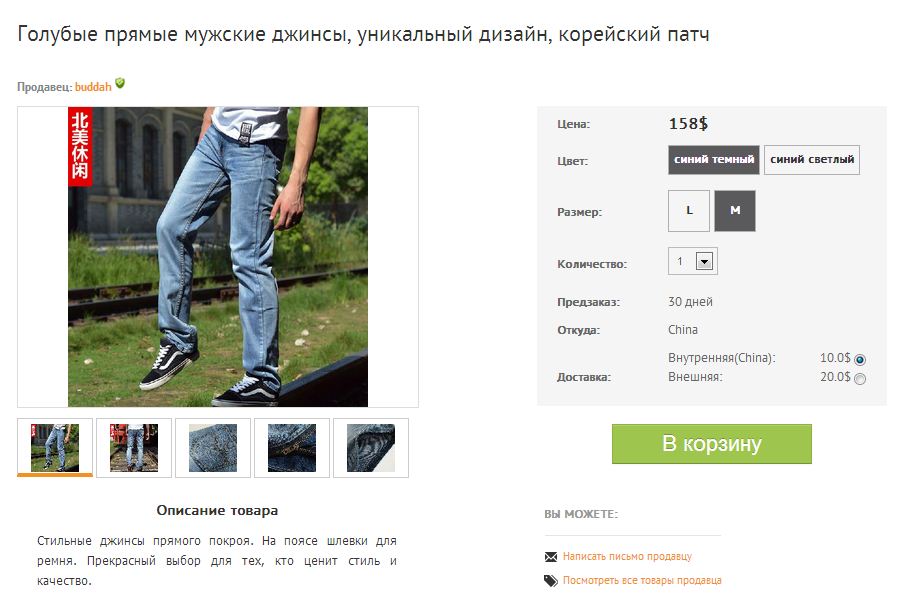 Голубые прямые мужские джинсы, уникальный дизайн, корейский патч
Продавец: buddah
北美休闲
Цена: 158$
Цвет: синий темный синий светлый
Размер: L M
Количество: 1
Предзаказ: 30 дней
Откуда: China
Доставка: Внутренняя(China): 10.0$
Внешняя: 20.0$
В корзину
Описание товара
Стильные джинсы прямого покроя. На поясе шлевки для
ремня. Прекрасный выбор для тех, кто ценит стиль и
качество.
ВЫ МОЖЕТЕ:
Написать письмо продавцу
Посмотреть все товары продавца